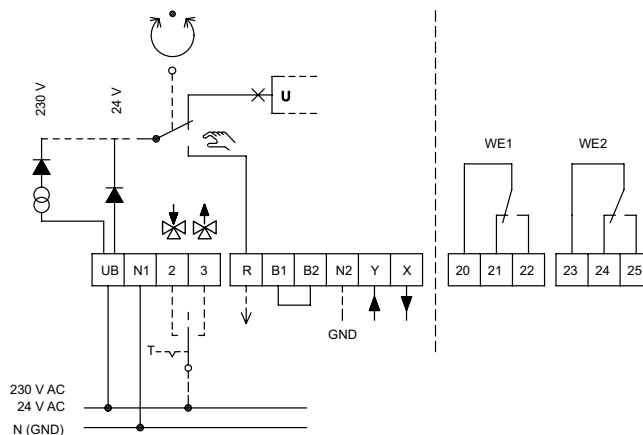 230 V
24 V
U
WE1
WE2
UB N1 2 3 R B1 B2 N2 Y X
20 21 22
23 24 25
GND
T
230 V AC
24 V AC
N (GND)